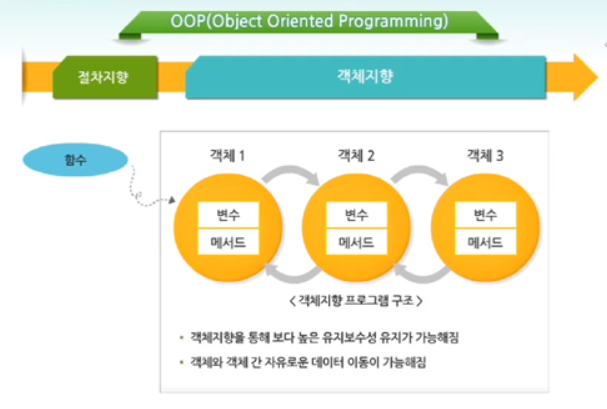 OOP(Object Oriented Programming)
절차지향
객체지향
함수
객체 1
객체 2
객체 3
변수
변수
변수
메서드
메서드
메서드
< 객체지향 프로그램 구조 >
• 객체지향을 통해 보다 높은 유지보수성 유지가 가능해짐
• 객체와 객체 간 자유로운 데이터 이동이 가능해짐